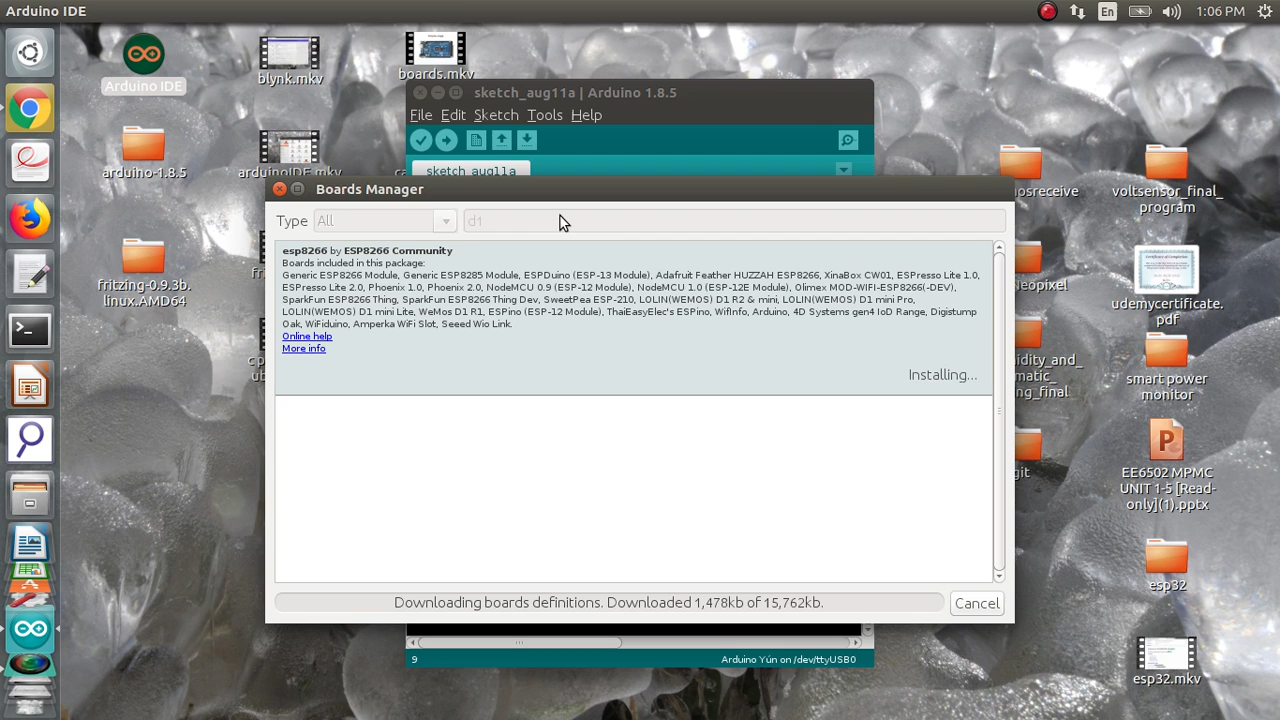 Arduino IDE
En
1:06 PM
Arduino IDE
blynk.mkv
boards.mkv
sketch_aug11a | Arduino 1.8.5
File Edit Sketch Tools Help
arduino-1.8.5
arduinoIDE.mkv
sketch_aug11a
Boards Manager
Type All d1
esp8266 by ESP8266 Community
Boards included in this package:
Generic ESP8266 Module, Generic ESP8285 Module, ESPDuino (ESP-13 Module), Adafruit Feather HUZZAH ESP8266, XinaBox CW01, ESPresso Lite 1.0,
ESPresso Lite 2.0, Phoenix 1.0, Phoenix 2.0, NodeMCU 0.9 (ESP-12 Module), NodeMCU 1.0 (ESP-12E Module), Olimex MOD-WIFI-ESP8266(-DEV),
SparkFun ESP8266 Thing, SparkFun ESP8266 Thing Dev, SweetPea ESP-210, LOLIN(WEMOS) D1 R2 & mini, LOLIN(WEMOS) D1 mini Pro,
LOLIN(WEMOS) D1 mini Lite, WeMos D1 R1, ESPino (ESP-12 Module), ThaiEasyElec's ESPino, WifInfo, Arduino, 4D Systems gen4 IoD Range, Digistump
Oak, WiFiduino, Amperka WiFi Slot, Seeed Wio Link.
Online help
More info
Installing...
Downloading boards definitions. Downloaded 1,478kb of 15,762kb.
Cancel
9
Arduino Yún on /dev/ttyUSB0
fritzing-0.9.3b.
linux.AMD64
voltsensor_final_
program
Neopixel
udemycertificate.
pdf
smart power
monitor
EE6502 MPMC
UNIT 1-5 [Read-
only](1).pptx
esp32
esp32.mkv